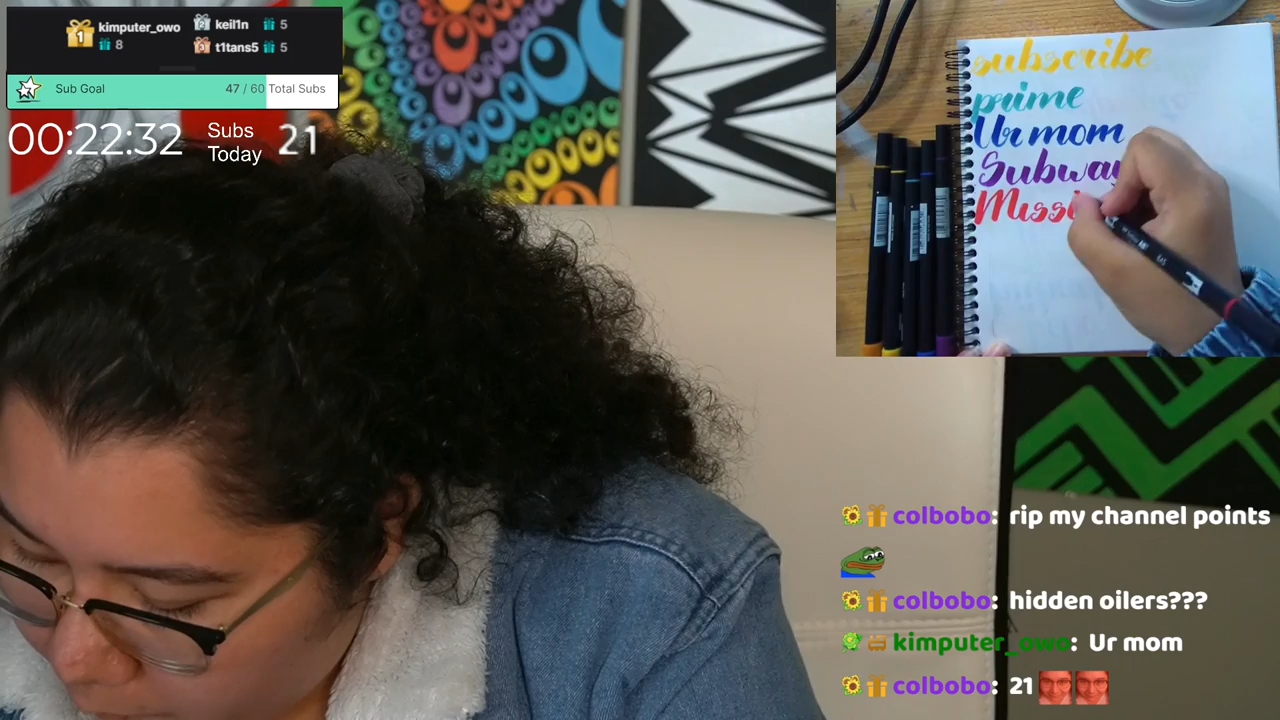 kimputer_owo
8
keil1n 5
t1tans5 5
Sub Goal 47 / 60 Total Subs
00:22:32 Subs Today 21
subscribe
prime
Ur mom
Subway
Missi
colbobo: rip my channel points
colbobo: hidden oilers???
kimputer_owo: Ur mom
colbobo: 21